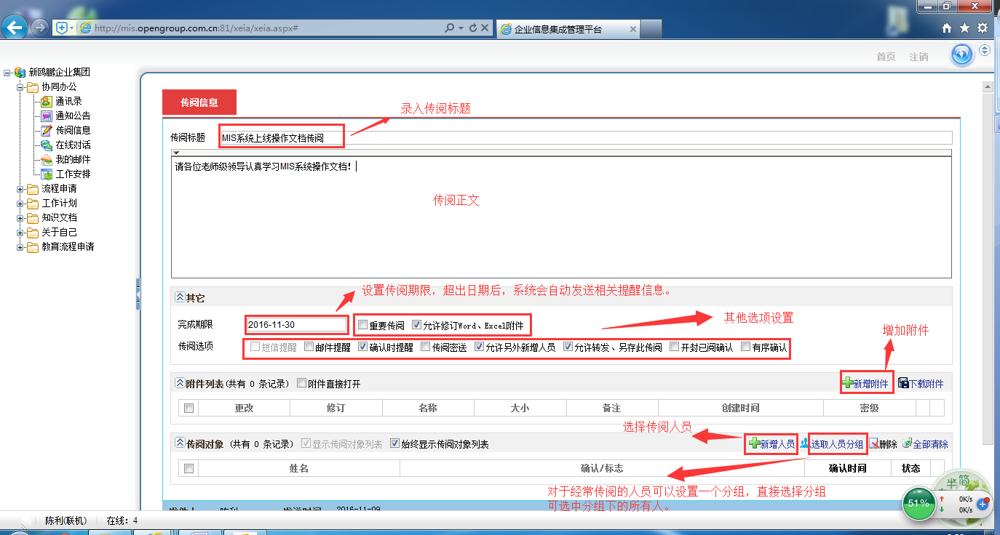 http://mis.opengroup.com.cn:81/xeia/xeia.aspx#
企业信息集成管理平台
首页 注销
新鸥鹏企业集团
协同办公
通讯录
通知公告
传阅信息
在线对话
我的邮件
工作安排
流程申请
工作计划
知识文档
关于自己
教育流程申请
传阅信息
录入传阅标题
传阅标题 MIS系统上线操作文档传阅
请各位老师级领导认真学习MIS系统操作文档!
传阅正文
设置传阅期限，超出日期后，系统会自动发送相关提醒信息。
其它
完成期限 2016-11-30 重要传阅 允许修订Word、Excel附件
其他选项设置
传阅选项 短信提醒 邮件提醒 确认时提醒 传阅密送 允许另外新增人员 允许转发、另存此传阅 开封已阅确认 有序确认
增加附件
附件列表(共有 0 条记录) 附件直接打开 新增附件 下载附件
更改 修订 名称 大小 备注 创建时间 密级
选择传阅人员
传阅对象 (共有 0 条记录) 显示传阅对象列表 始终显示传阅对象列表 新增人员 选取人员分组 删除 全部清除
姓名 确认/标志 确认时间 状态
对于经常传阅的人员可以设置一个分组，直接选择分组
可选中分组下的所有人。
发件人 陈利 发送时间 2016-11-09
半 简
51%
0K/s
0K/s
陈利(联机) 在线: 4